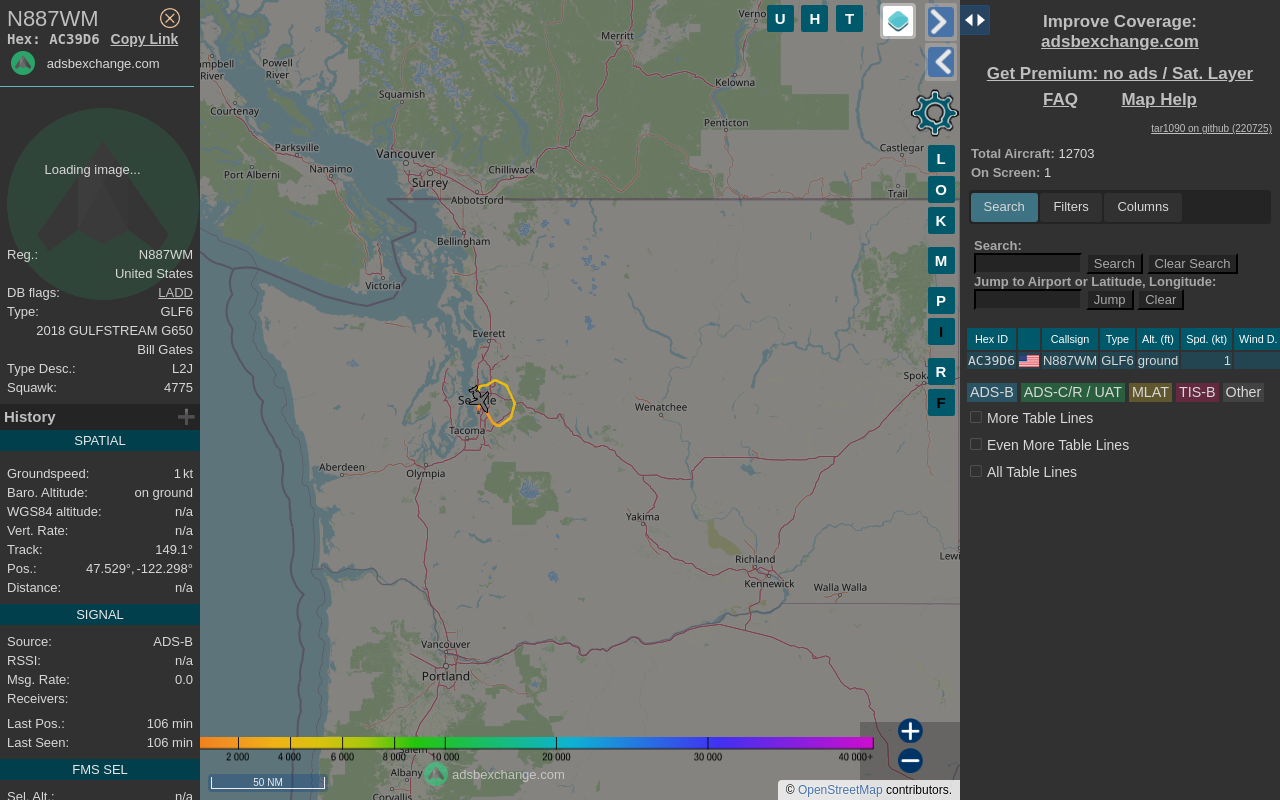 N887WM
Hex: AC39D6 Copy Link
adsbexchange.com
Loading image...
Reg.: N887WM
United States
DB flags: LADD
Type: GLF6
2018 GULFSTREAM G650
Bill Gates
Type Desc.: L2J
Squawk: 4775
History
SPATIAL
Groundspeed: 1 kt
Baro. Altitude: on ground
WGS84 altitude: n/a
Vert. Rate: n/a
Track: 149.1°
Pos.: 47.529°, -122.298°
Distance: n/a
SIGNAL
Source: ADS-B
RSSI: n/a
Msg. Rate: 0.0
Receivers:
Last Pos.: 106 min
Last Seen: 106 min
FMS SEL
Sel. Alt.: n/a
U H T
L
O
K
M
P
I
R
F
Merritt
Powell
River
River
Squamish
Kelowna
Courtenay
Penticton
Parksville
Vancouver
Castlegar
Nanaimo
Port Alberni
Chilliwack
Surrey
Trail
Abbotsford
Bellingham
Victoria
Everett
Wenatchee
Tacoma
Aberdeen
Olympia
Yakima
Richland
Kennewick
Walla Walla
Vancouver
Portland
Salem
Albany
Corvallis
2 000 4 000 6 000 8 000 10 000 20 000 30 000 40 000+
adsbexchange.com
50 NM
© OpenStreetMap contributors.
Improve Coverage:
adsbexchange.com
Get Premium: no ads / Sat. Layer
FAQ Map Help
tar1090 on github (220725)
Total Aircraft: 12703
On Screen: 1
Search Filters Columns
Search:
Search Clear Search
Jump to Airport or Latitude, Longitude:
Jump Clear
Hex ID Callsign Type Alt. (ft) Spd. (kt) Wind D.
AC39D6 N887WM GLF6 ground 1
ADS-B ADS-C/R / UAT MLAT TIS-B Other
More Table Lines
Even More Table Lines
All Table Lines